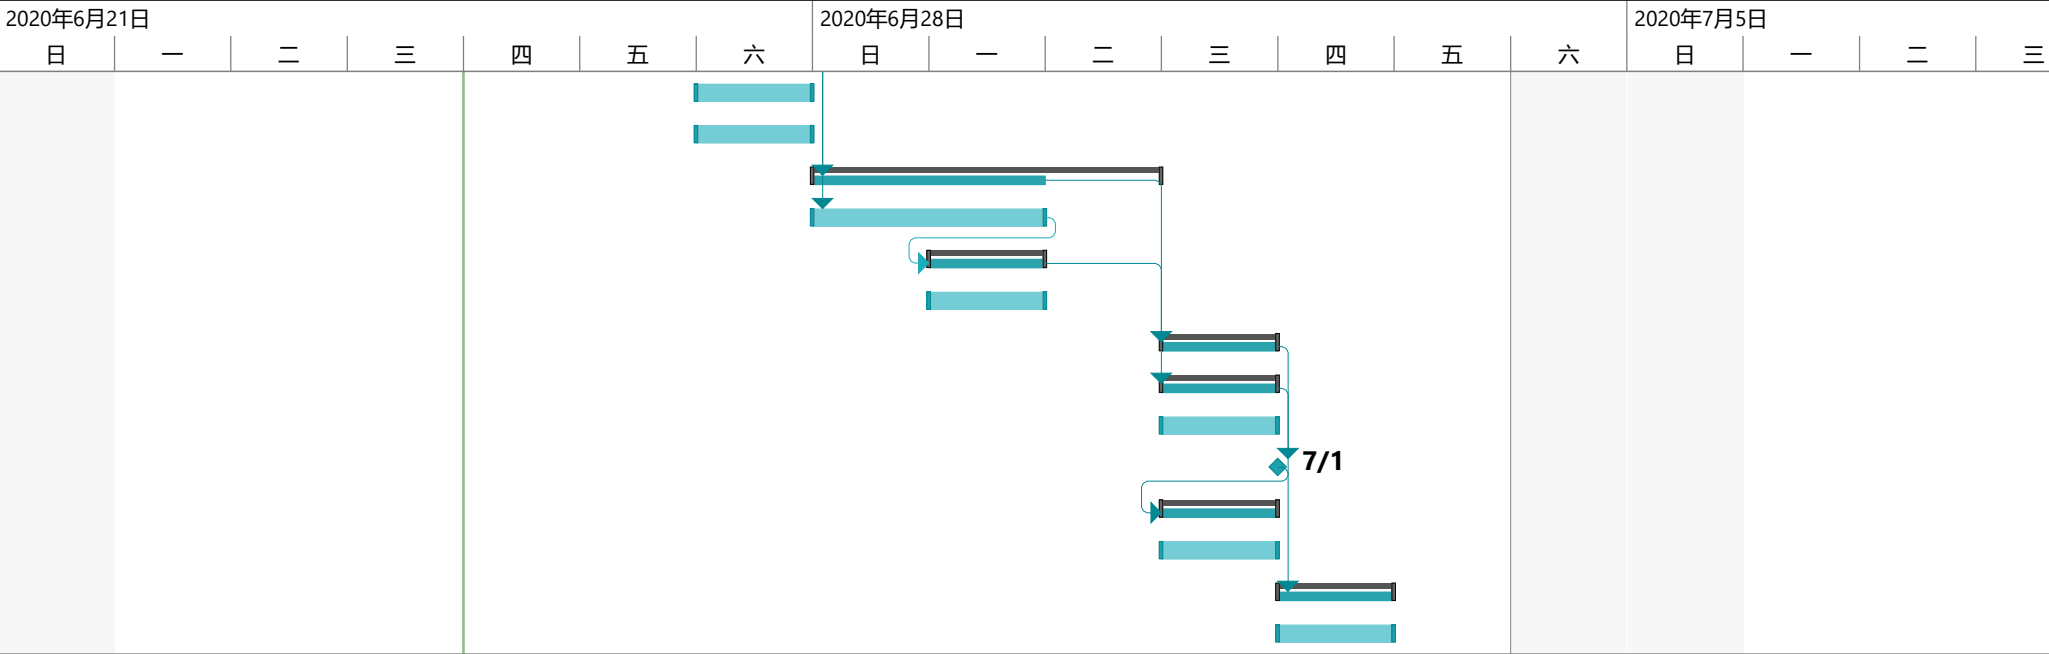 2020年6月21日 2020年6月28日 2020年7月5日
日 一 二 三 四 五 六 日 一 二 三 四 五 六 日 一 二 三
7/1